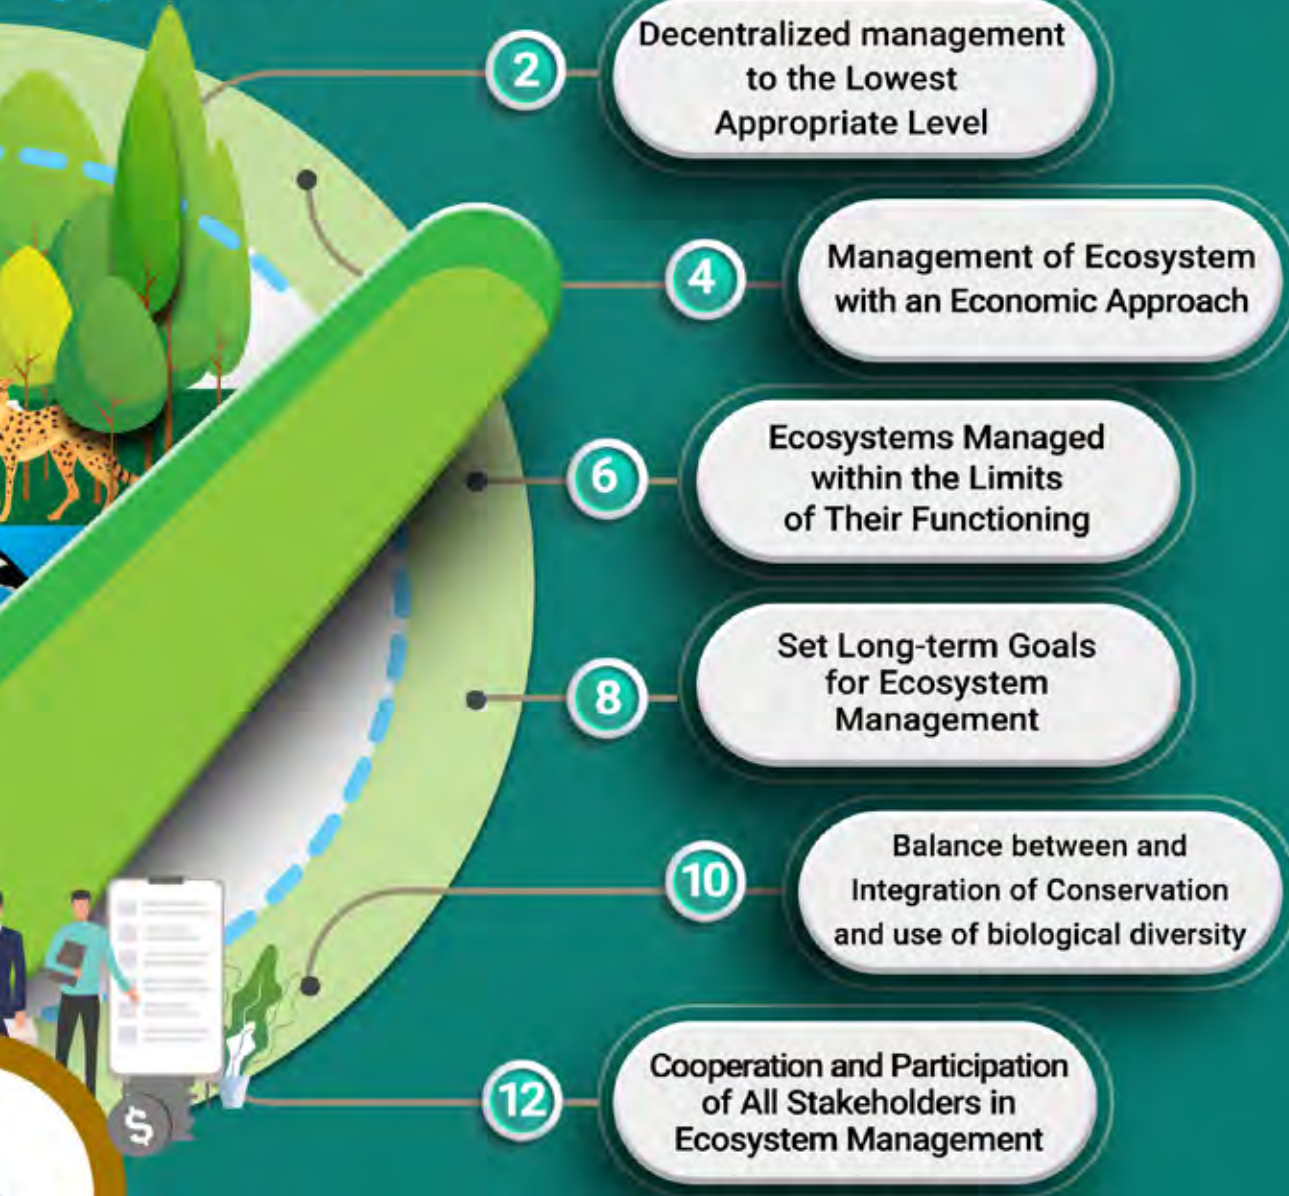 2
Decentralized management
to the Lowest
Appropriate Level
4
Management of Ecosystem
with an Economic Approach
6
Ecosystems Managed
within the Limits
of Their Functioning
8
Set Long-term Goals
for Ecosystem
Management
10
Balance between and
Integration of Conservation
and use of biological diversity
12
Cooperation and Participation
of All Stakeholders in
Ecosystem Management
$